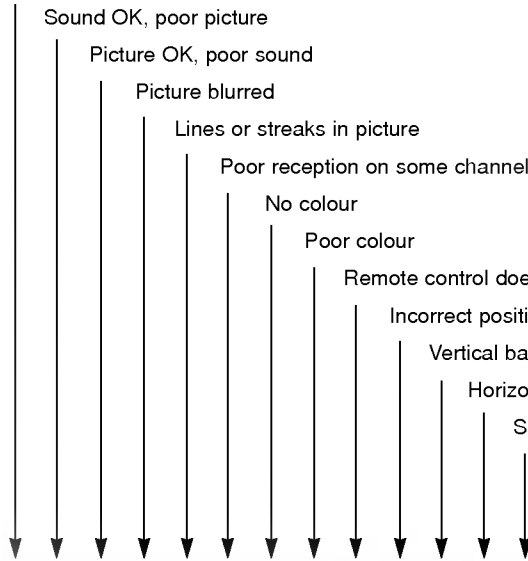 Sound OK, poor picture
Picture OK, poor sound
Picture blurred
Lines or streaks in picture
Poor reception on some channel
No colour
Poor colour
Remote control doe
Incorrect positi
Vertical ba
Horizo
S